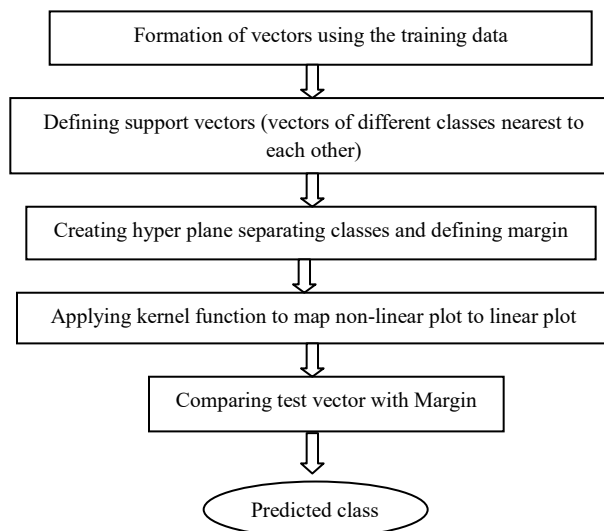 Formation of vectors using the training data
Defining support vectors (vectors of different classes nearest to
each other)
Creating hyper plane separating classes and defining margin
Applying kernel function to map non-linear plot to linear plot
Comparing test vector with Margin
Predicted class